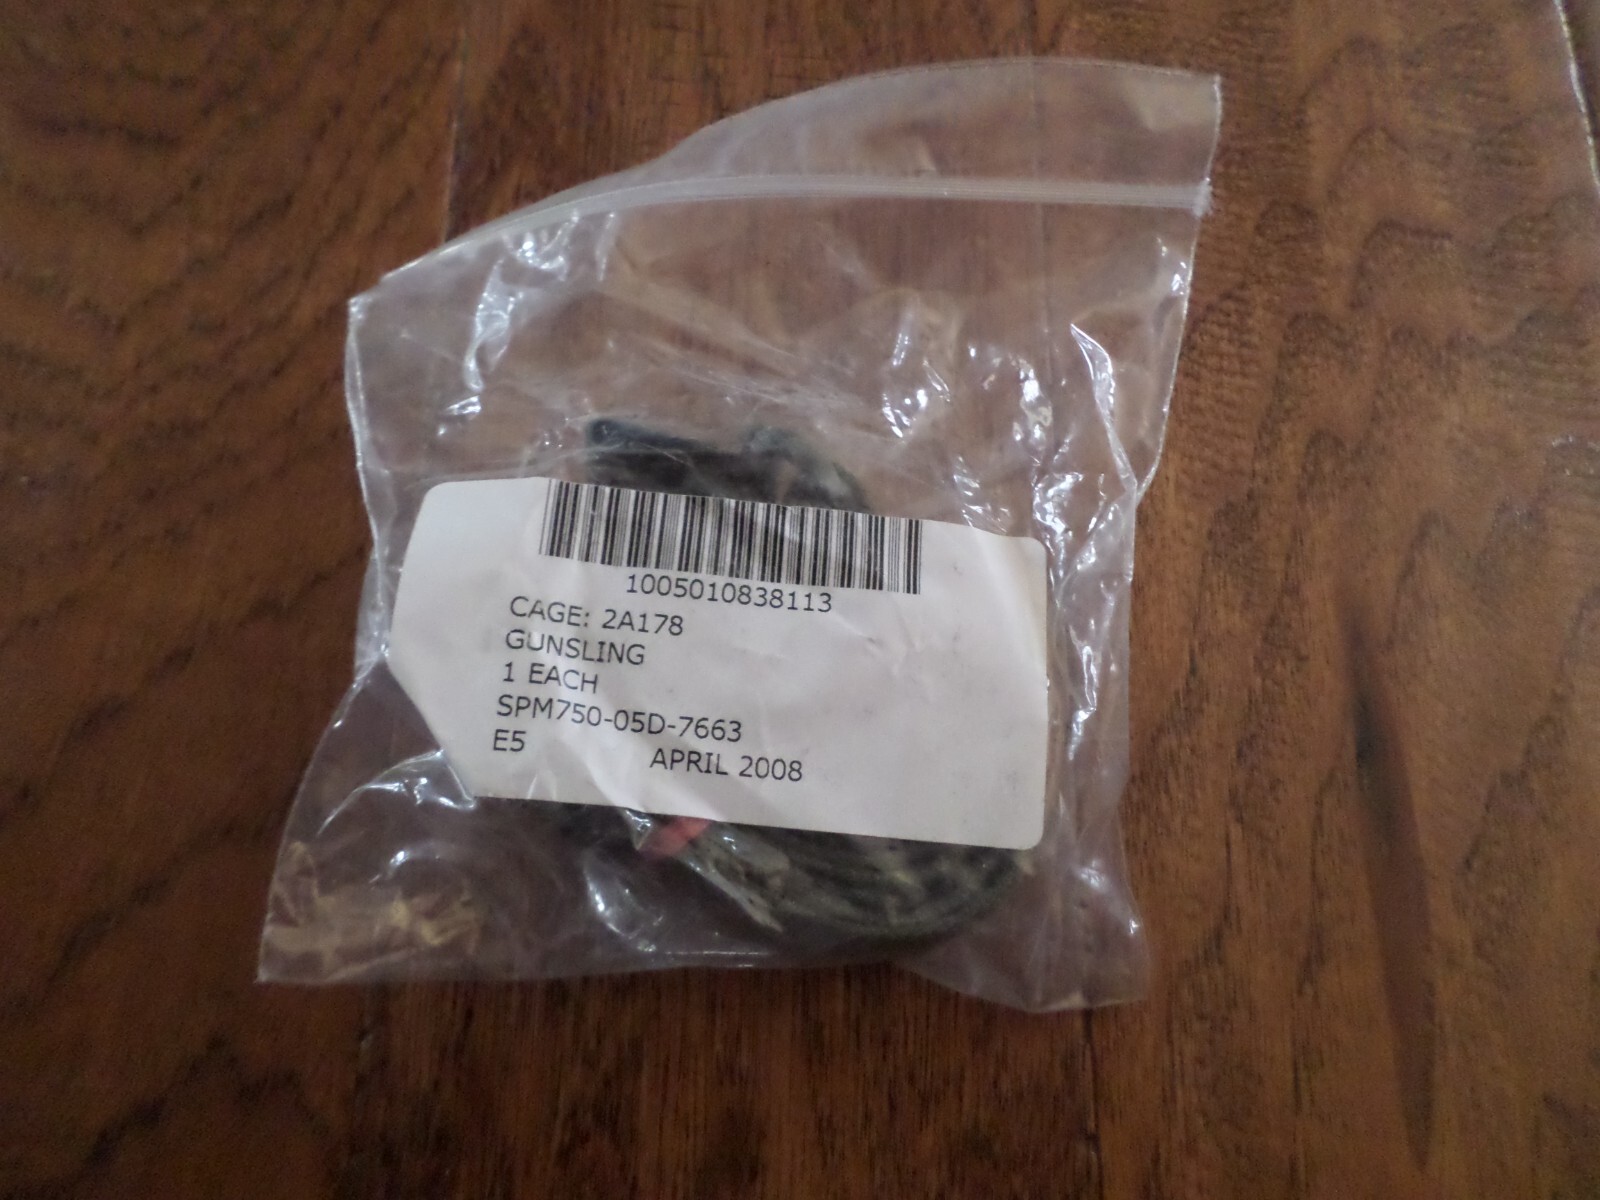 1005010838113
CAGE: 2A178
GUNSLING
1 EACH
SPM750-05D-7663
E5 APRIL 2008